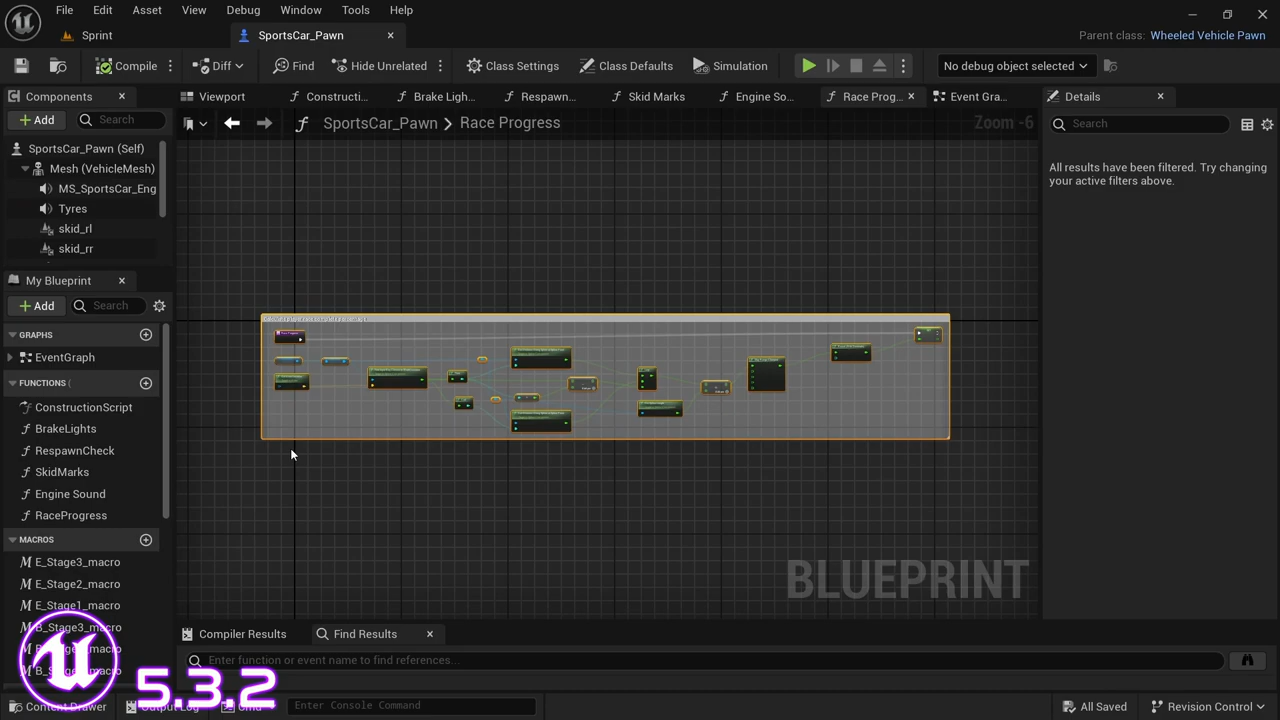 File Edit Asset View Debug Window Tools Help
Sprint
SportsCar_Pawn
Parent class: Wheeled Vehicle Pawn
Compile
Diff
Find
Hide Unrelated
Class Settings
Class Defaults
Simulation
No debug object selected
Components
Viewport
Constructi...
Brake Ligh...
Respawn...
Skid Marks
Engine So...
Race Prog...
Event Gra...
Details
Add
Search
SportsCar_Pawn > Race Progress
Zoom -6
Search
SportsCar_Pawn (Self)
Mesh (VehicleMesh)
MS_SportsCar_Eng
Tyres
skid_rl
skid_rr
All results have been filtered. Try changing
your active filters above.
My Blueprint
Add
Search
GRAPHS
EventGraph
FUNCTIONS (
ConstructionScript
BrakeLights
RespawnCheck
SkidMarks
Engine Sound
RaceProgress
MACROS
E_Stage3_macro
E_Stage2_macro
E_Stage1_macro
B_Stage3_macro
BLUEPRINT
Compiler Results
Find Results
Enter function or event name to find references...
5.3.2
Content Drawer
Output Log
Cmd
Enter Console Command
All Saved
Revision Control